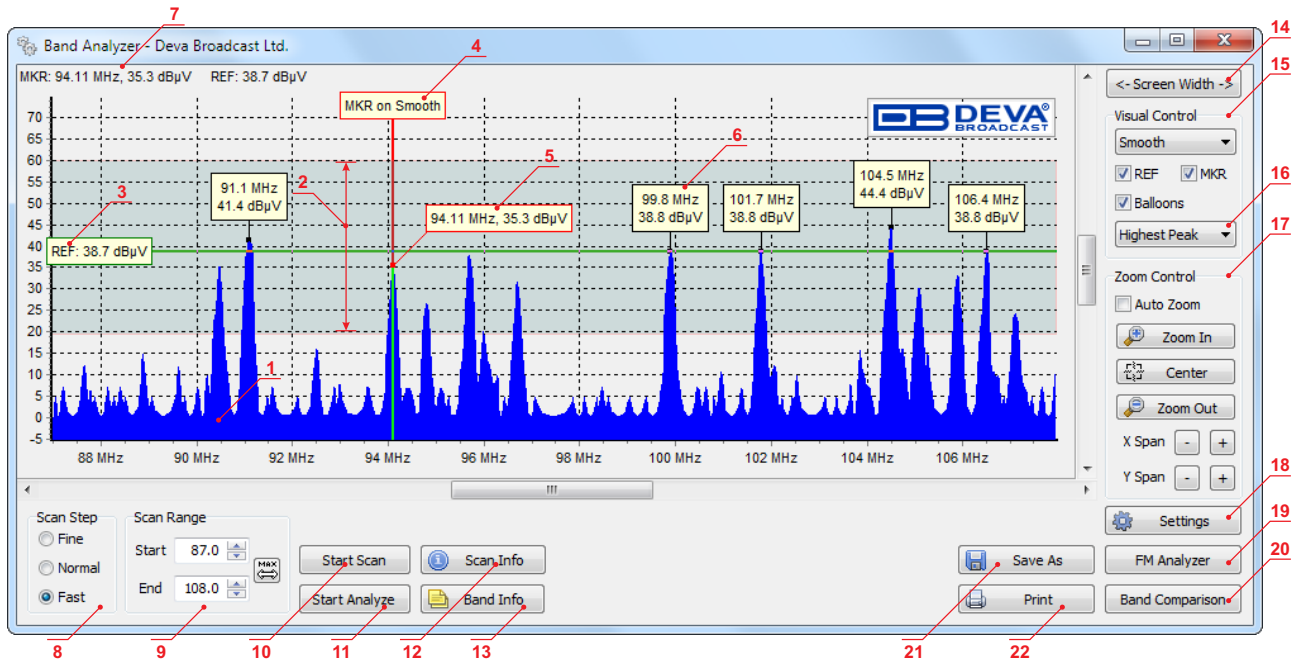 7
Band Analyzer - Deva Broadcast Ltd.
4
14
MKR: 94.11 MHz, 35.3 dBµV REF: 38.7 dBµV
<- Screen Width ->
15
MKR on Smooth
DEVA
BROADCAST
Visual Control
Smooth
REF MKR
Balloons
Highest Peak
16
17
70
65
60
55
50
45
40
35
30
25
20
15
10
5
0
-5
3
2
5
6
1
REF: 38.7 dBµV
91.1 MHz
41.4 dBµV
94.11 MHz, 35.3 dBµV
99.8 MHz
38.8 dBµV
101.7 MHz
38.8 dBµV
104.5 MHz
44.4 dBµV
106.4 MHz
38.8 dBµV
88 MHz 90 MHz 92 MHz 94 MHz 96 MHz 98 MHz 100 MHz 102 MHz 104 MHz 106 MHz
Zoom Control
Auto Zoom
Zoom In
Center
Zoom Out
X Span - +
Y Span - +
18
Settings
19
FM Analyzer
20
Band Comparison
Scan Step
Fine
Normal
Fast
Scan Range
Start 87.0
End 108.0
MAX
Start Scan
Scan Info
Start Analyze
Band Info
Save As
Print
8
9
10
11
12
13
21
22